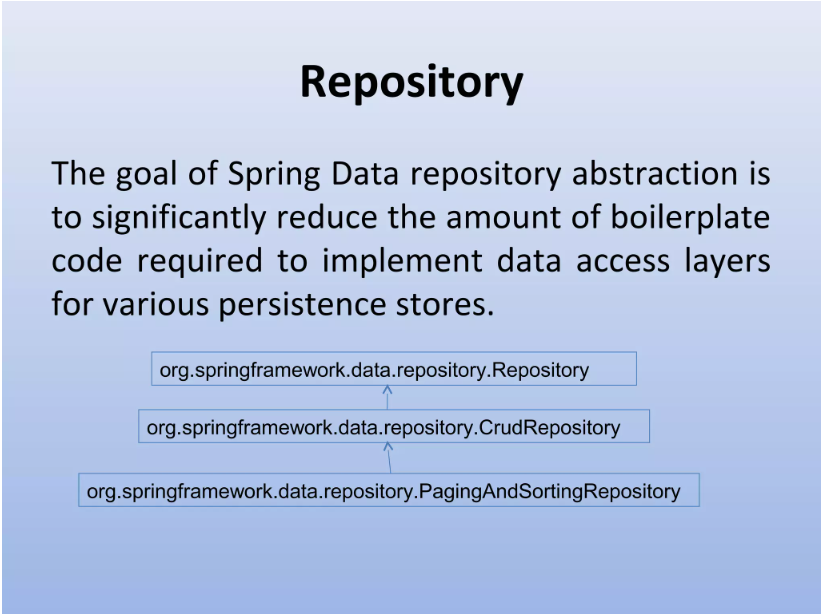 Repository
The goal of Spring Data repository abstraction is
to significantly reduce the amount of boilerplate
code required to implement data access layers
for various persistence stores.
org.springframework.data.repository.Repository
org.springframework.data.repository.CrudRepository
org.springframework.data.repository.PagingAndSortingRepository